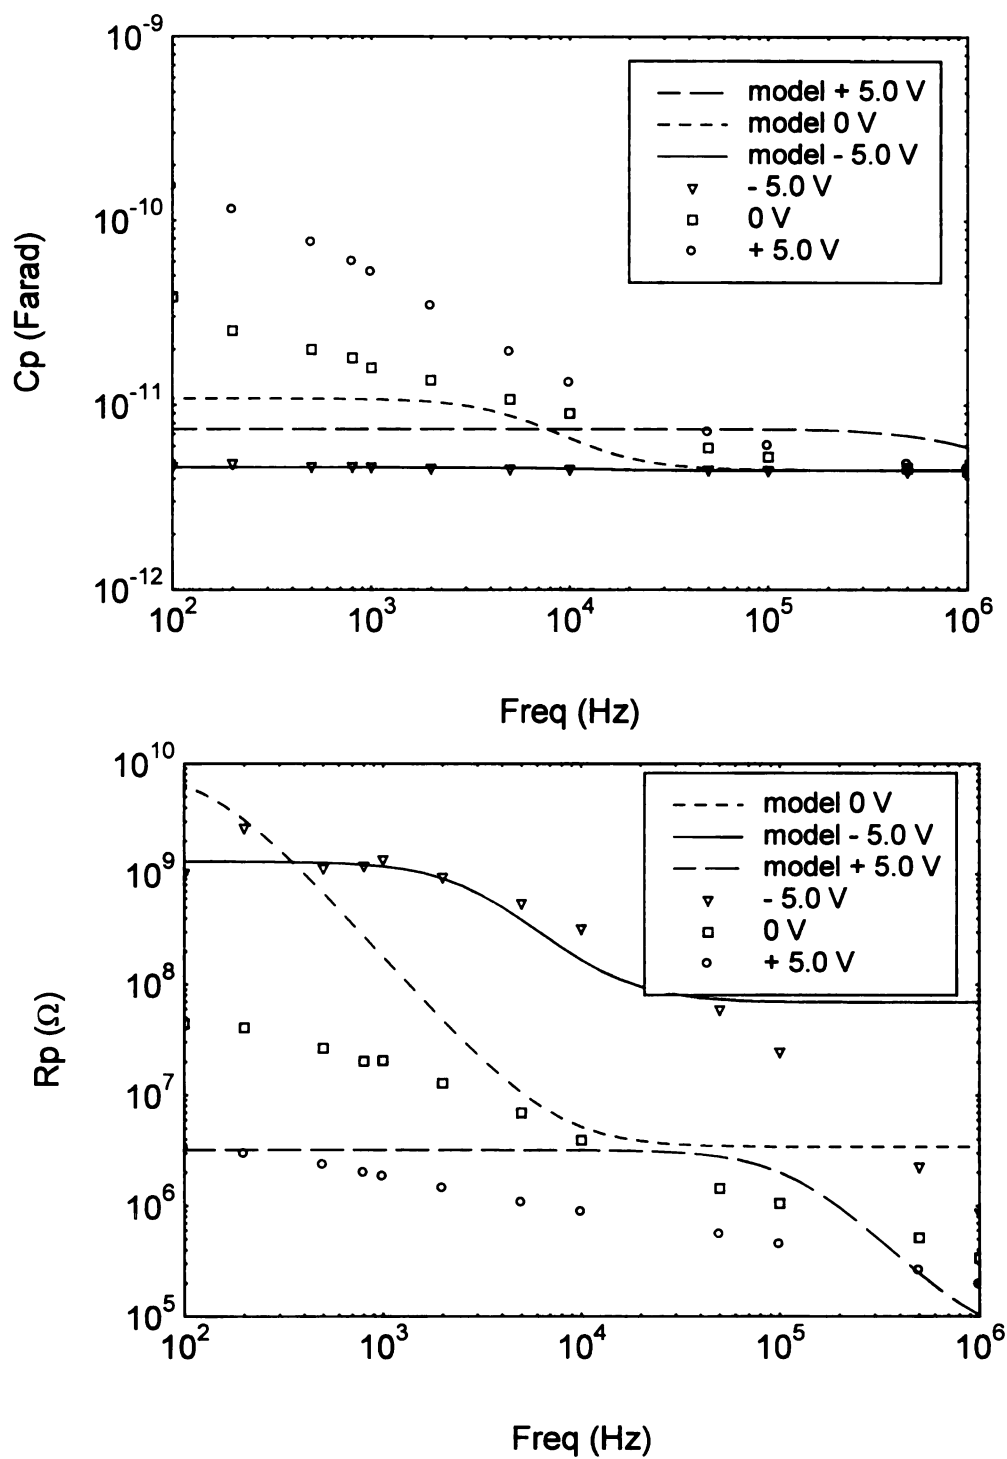 10^-9
10^-10
10^-11
10^-12
Cp (Farad)
model + 5.0 V
model 0 V
model - 5.0 V
- 5.0 V
0 V
+ 5.0 V
10^2 10^3 10^4 10^5 10^6
Freq (Hz)
10^10
10^9
10^8
10^7
10^6
10^5
Rp (Ω)
model 0 V
model - 5.0 V
model + 5.0 V
- 5.0 V
0 V
+ 5.0 V
10^2 10^3 10^4 10^5 10^6
Freq (Hz)